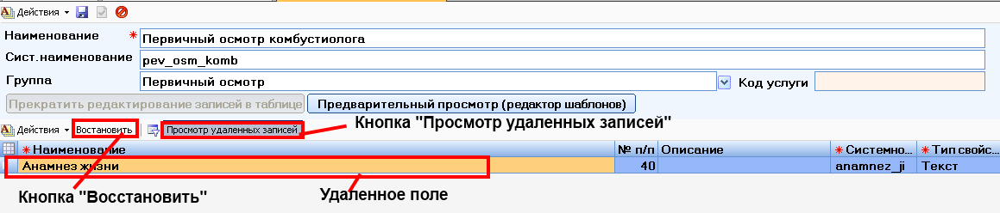 Действия
Наименование * Первичный осмотр комбустиолога
Сист.наименование pev_osm_komb
Группа Первичный осмотр Код услуги
Прекратить редактирование записей в таблице Предварительный просмотр (редактор шаблонов)
Действия Востановить Просмотр удаленных записей Кнопка "Просмотр удаленных записей"
* Наименование № п/п Описание * Системно... * Тип свойс...
Анамнез жизни 40 anamnez_ji Текст
Кнопка "Восстановить" Удаленное поле